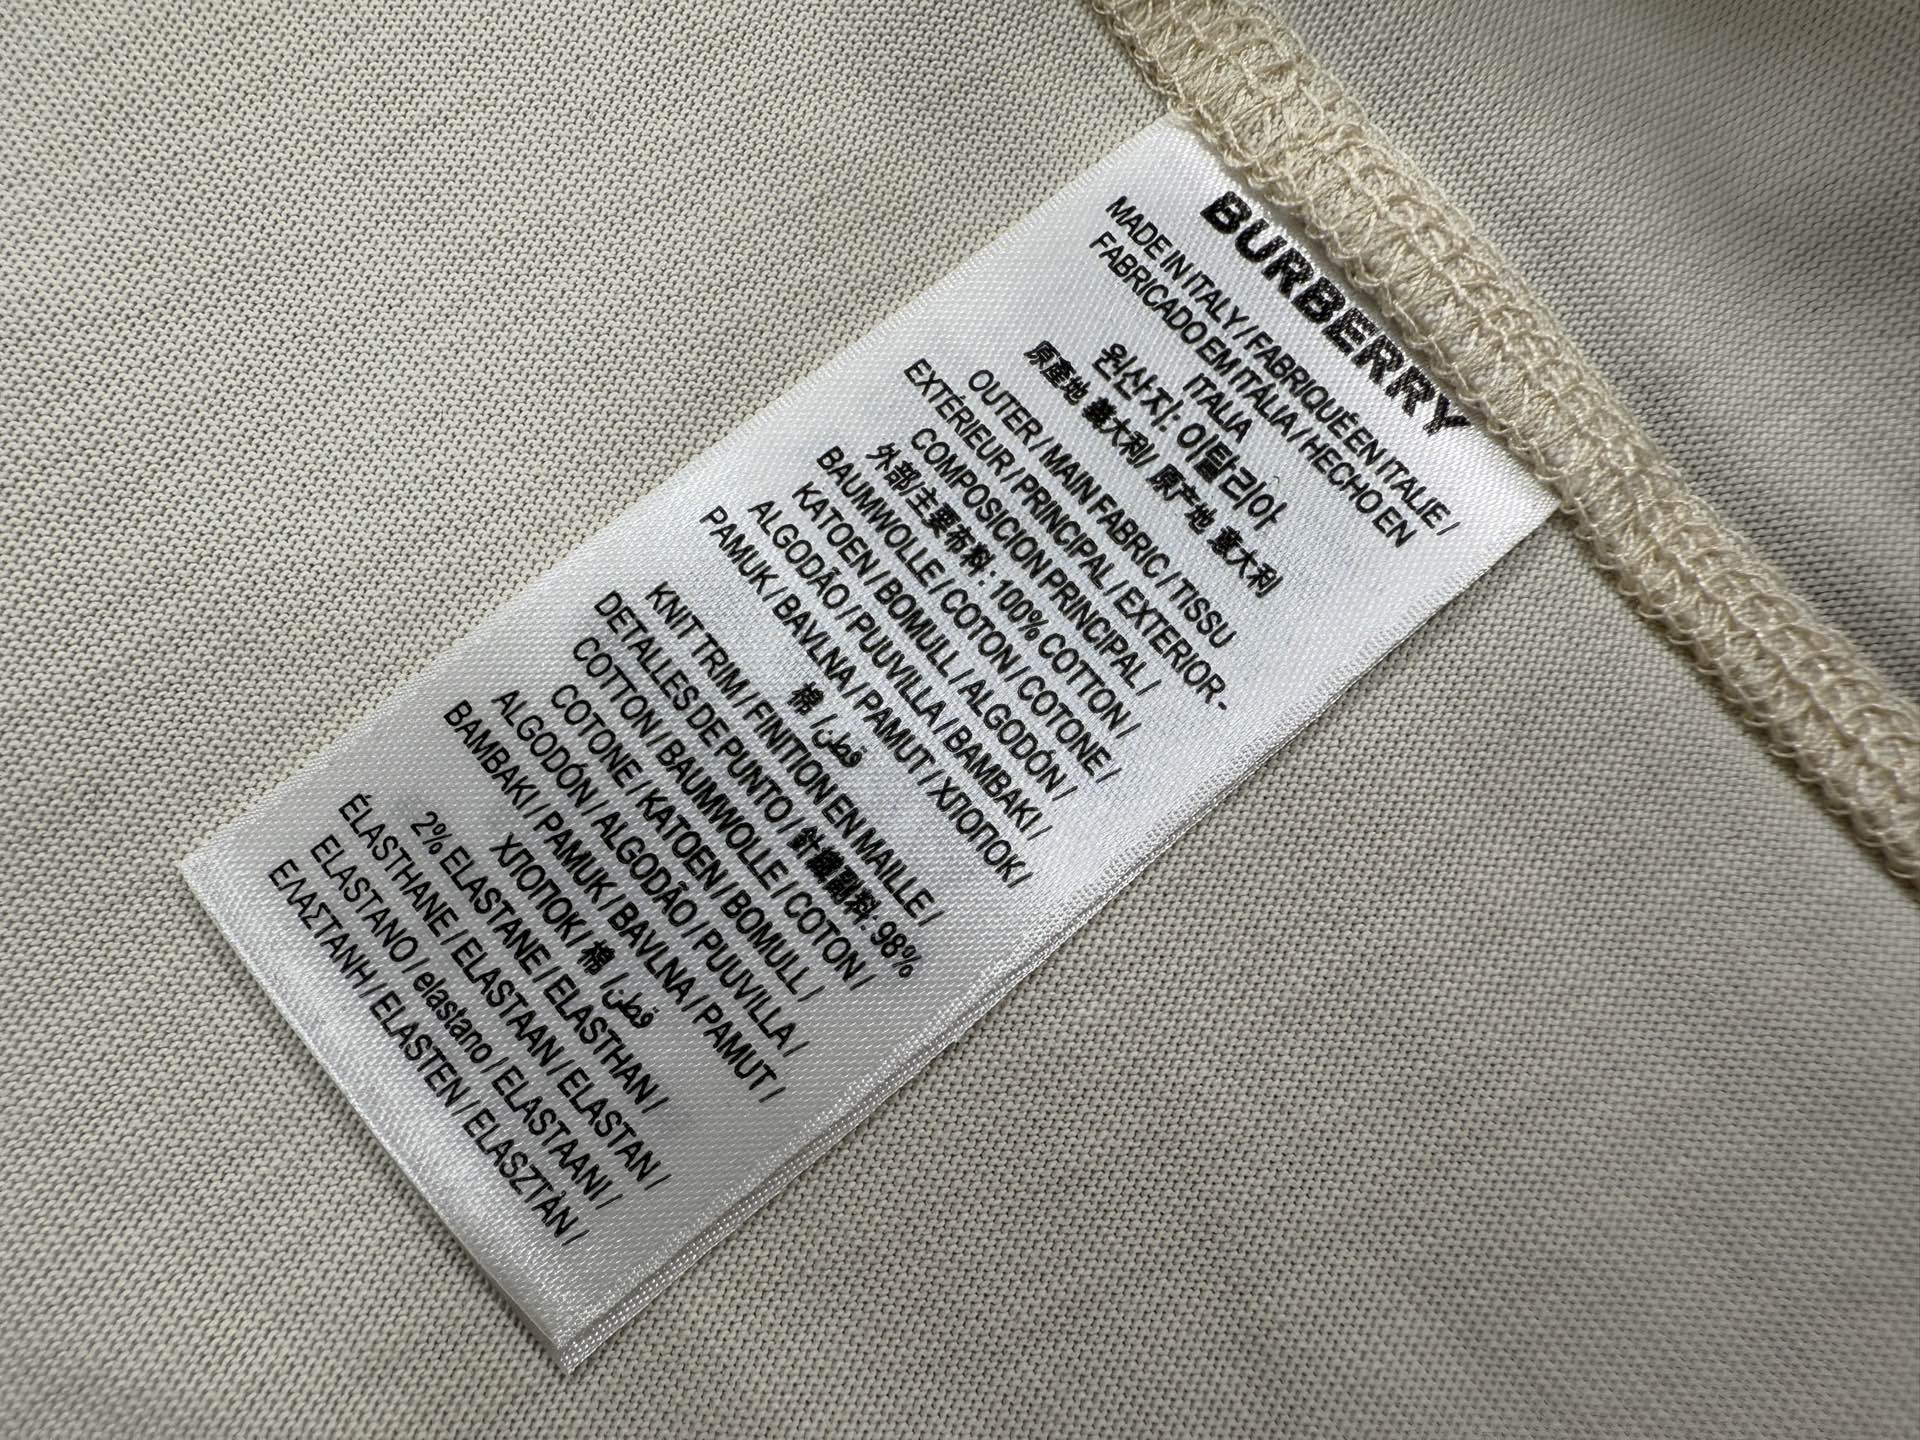 BURBERRY
MADE IN ITALY / FABRIQUÉ EN ITALIE /
FABRICADO EM ITÁLIA / HECHO EN
ITALIA
원산지: 이탈리아
原產地 義大利/ 原产地 意大利
OUTER / MAIN FABRIC / TISSU
EXTÉRIEUR / PRINCIPAL / EXTERIOR-
COMPOSICION PRINCIPAL /
外部主要布料: 100% COTTON /
BAUMWOLLE / COTON / COTONE /
KATOEN / BOMULL / ALGODÓN /
ALGODÃO / PUUVILLA / BAMBAKI /
PAMUK / BAVLNA / PAMUT / ХЛОПОК /
棉 / قطن /
KNIT TRIM / FINITION EN MAILLE /
DETALLES DE PUNTO / 針織副料: 98%
COTTON / BAUMWOLLE / COTON /
COTONE / KATOEN / BOMULL /
ALGODÓN / ALGODÃO / PUUVILLA /
BAMBAKI / PAMUK / BAVLNA / PAMUT /
ХЛОПОК / 棉 / قطن /
2% ELASTANE / ELASTHAN /
ÉLASTHANE / ELASTAAN / ELASTAN /
ELASTANO / elastano / ELASTAANI /
ΕΛΑΣΤΑΝΗ / ELASTEN / ELASZTÁN /